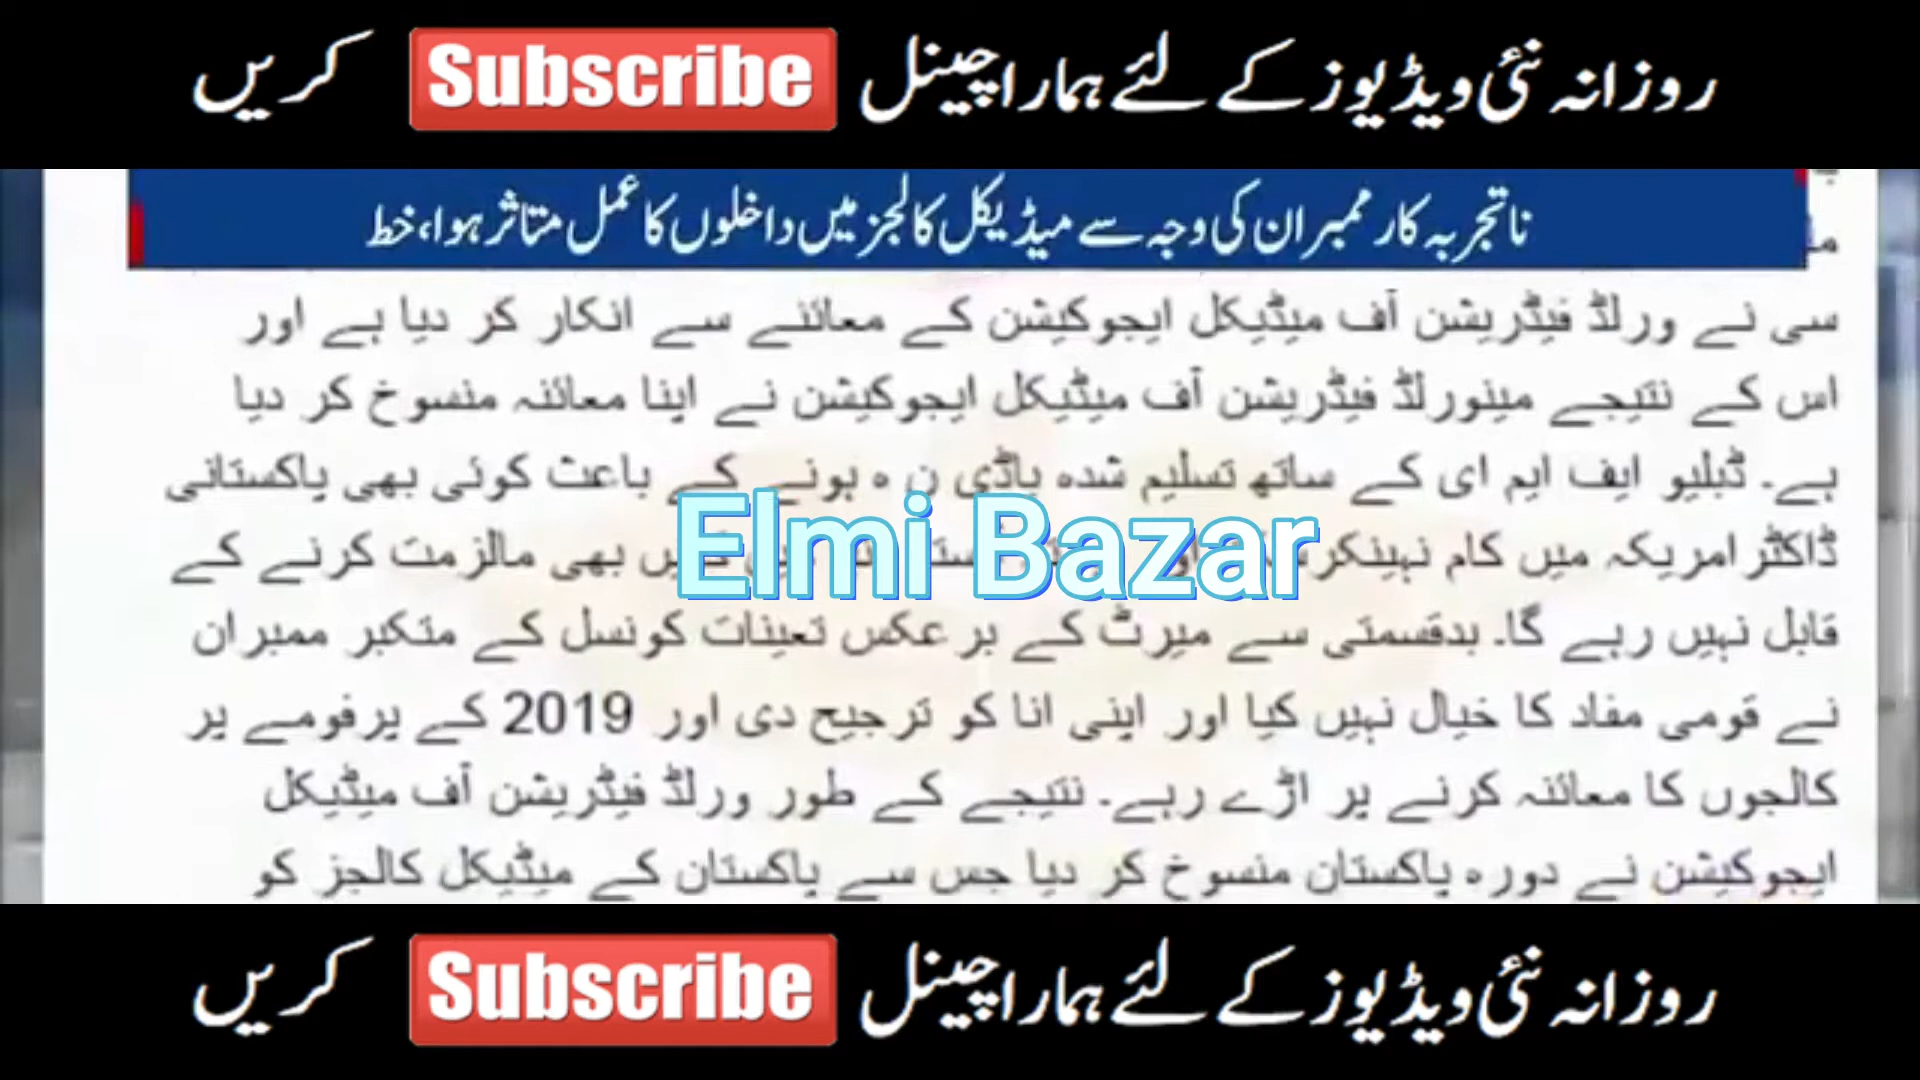 روزانہ نئی ویڈیوز کے لئے ہمارا چینل Subscribe کریں
ناتجربہ کار ممبران کی وجہ سے میڈیکل کالجز میں داخلوں کا عمل متاثر ہوا، خط
سی نے ورلڈ فیڈریشن آف میڈیکل ایجوکیشن کے معائنے سے انکار کر دیا ہے اور
اس کے نتیجے مینورلڈ فیڈریشن آف میڈیکل ایجوکیشن نے اپنا معائنہ منسوخ کر دیا
ہے۔ ڈبلیو ایف ایم ای کے ساتھ تسلیم شدہ باڈی ن ہ ہونے کے باعث کوئی بھی پاکستانی
ڈاکٹر امریکہ میں کام نہینکر بھی مالزمت کرنے کے
Elmi Bazar
قابل نہیں رہے گا۔ بدقسمتی سے میرٹ کے بر عکس تعینات کونسل کے متکبر ممبران
نے قومی مفاد کا خیال نہیں کیا اور اپنی انا کو ترجیح دی اور 2019 کے پرفومے پر
کالجوں کا معائنہ کرنے پر اڑے رہے۔ نتیجے کے طور ورلڈ فیڈریشن آف میڈیکل
ایجوکیشن نے دورہ پاکستان منسوخ کر دیا جس سے پاکستان کے میڈیکل کالجز کو
روزانہ نئی ویڈیوز کے لئے ہمارا چینل Subscribe کریں